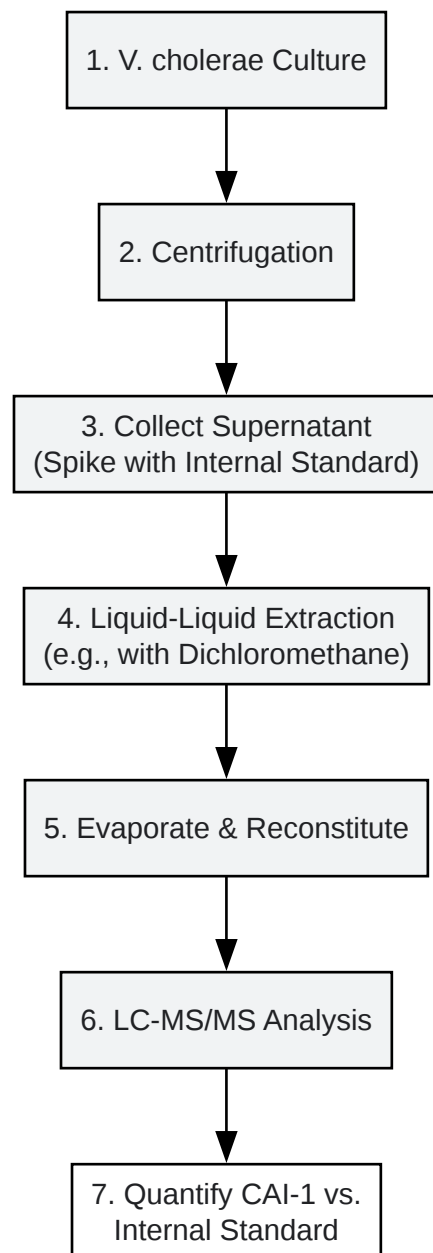 1. V. cholerae Culture
2. Centrifugation
3. Collect Supernatant
(Spike with Internal Standard)
4. Liquid-Liquid Extraction
(e.g., with Dichloromethane)
5. Evaporate & Reconstitute
6. LC-MS/MS Analysis
7. Quantify CAI-1 vs.
Internal Standard